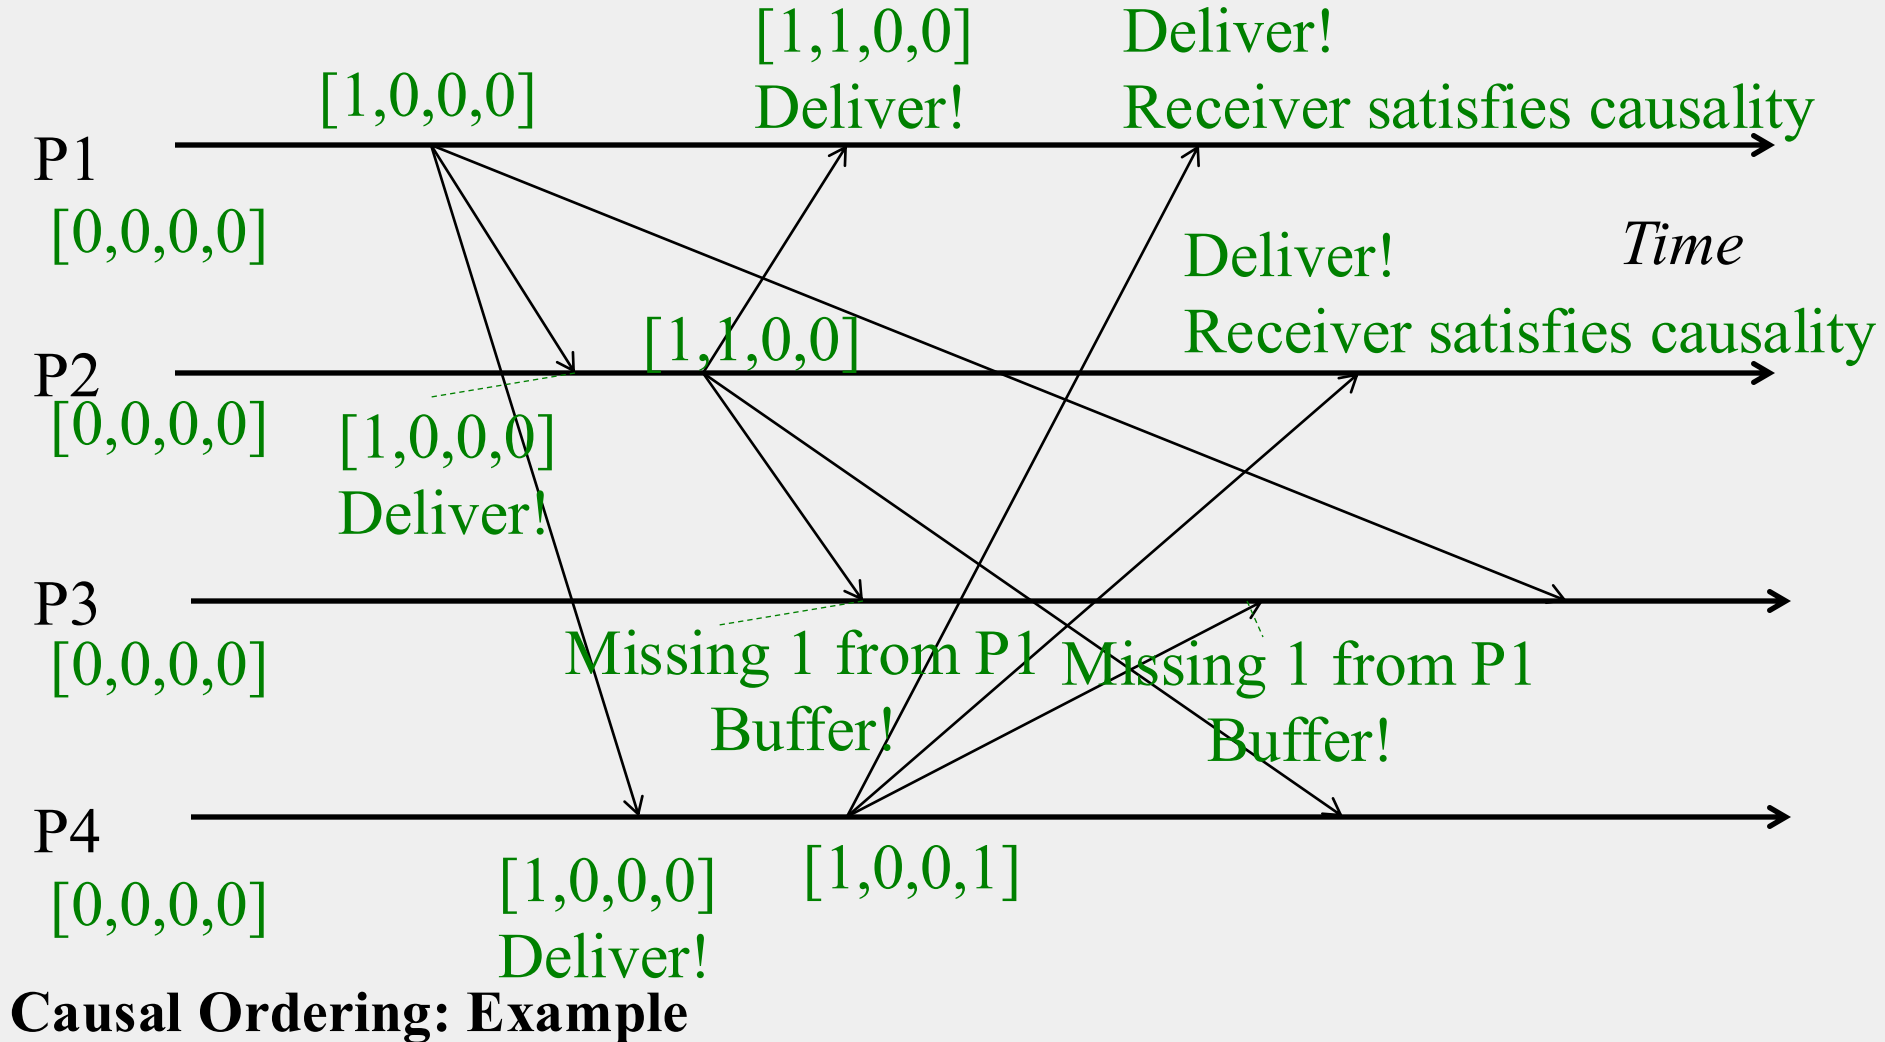 [1,1,0,0]
Deliver!
Deliver!
Receiver satisfies causality
[1,0,0,0]
P1
[0,0,0,0]
Time
Deliver!
Receiver satisfies causality
[1,1,0,0]
P2
[0,0,0,0]
[1,0,0,0]
Deliver!
P3
[0,0,0,0]
Missing 1 from P1
Buffer!
Missing 1 from P1
Buffer!
P4
[0,0,0,0]
[1,0,0,0]
Deliver!
[1,0,0,1]
Causal Ordering: Example